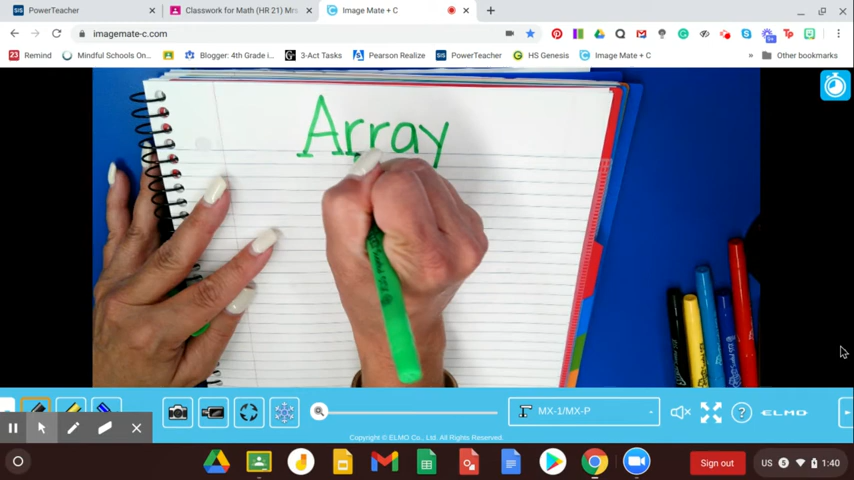 PowerTeacher
Classwork for Math (HR 21) Mrs
Image Mate + C
imagemate-c.com
Remind
Mindful Schools On...
Blogger: 4th Grade i...
3-Act Tasks
Pearson Realize
PowerTeacher
HS Genesis
Image Mate + C
» Other bookmarks
Array
MX-1/MX-P
ELMO
Copyright © ELMO Co., Ltd. All Rights Reserved.
Sign out
US
1:40